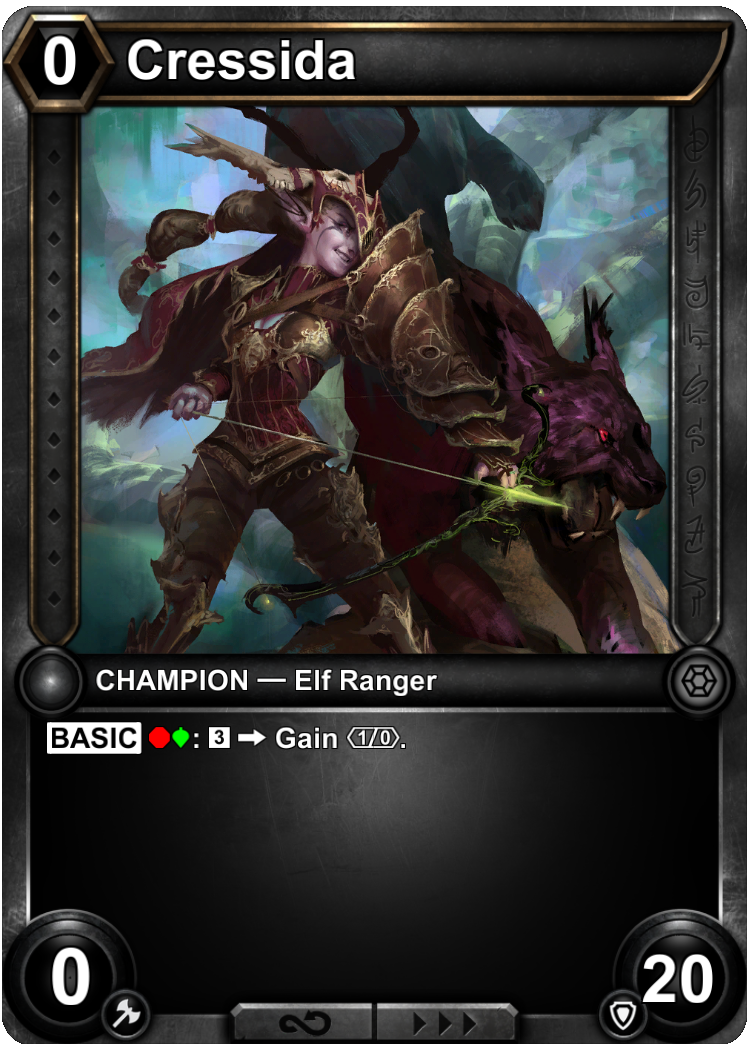 0 Cressida
CHAMPION — Elf Ranger
BASIC : 3 ➡ Gain 1/0.
0
20